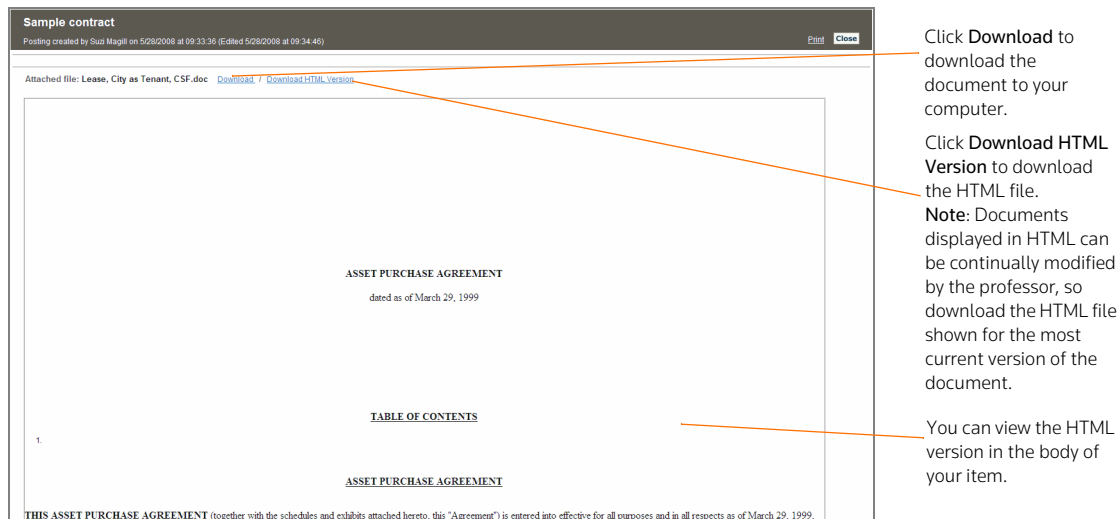 Sample contract
Posting created by Suzi Magill on 5/28/2008 at 09:33:36 (Edited 5/28/2008 at 09:34:46)
Print Close
Attached file: Lease, City as Tenant, CSF.doc Download / Download HTML Version
ASSET PURCHASE AGREEMENT
dated as of March 29, 1999
TABLE OF CONTENTS
1.
ASSET PURCHASE AGREEMENT
THIS ASSET PURCHASE AGREEMENT (together with the schedules and exhibits attached hereto, this "Agreement") is entered into effective for all purposes and in all respects as of March 29, 1999,
Click Download to
download the
document to your
computer.
Click Download HTML
Version to download
the HTML file.
Note: Documents
displayed in HTML can
be continually modified
by the professor, so
download the HTML file
shown for the most
current version of the
document.
You can view the HTML
version in the body of
your item.